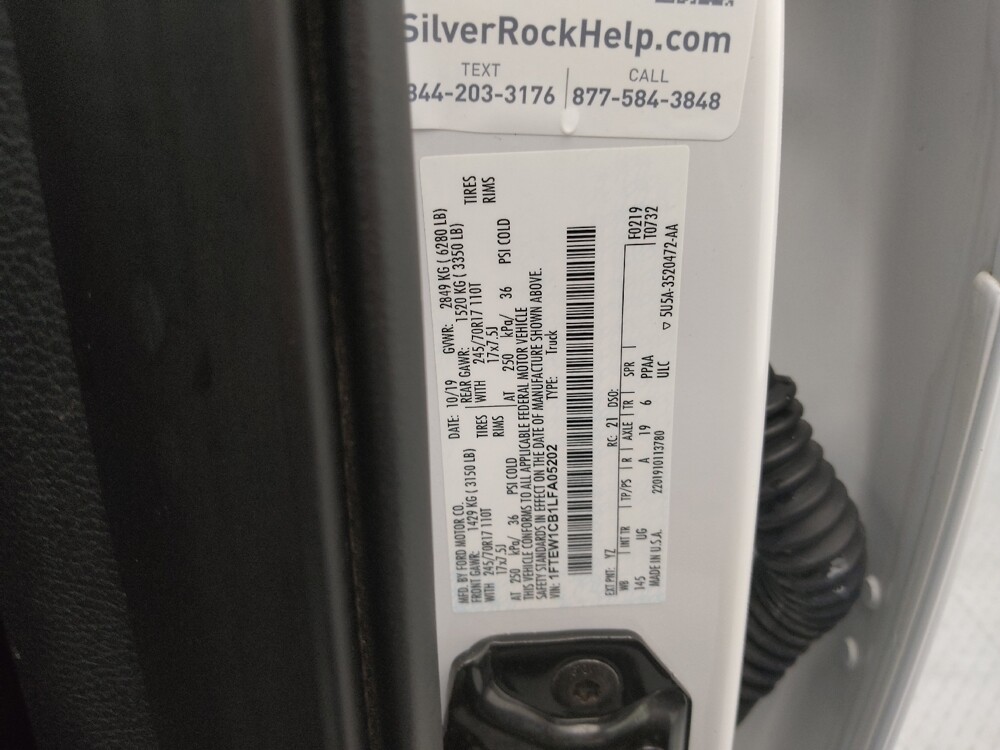 SilverRockHelp.com
TEXT
844-203-3176
CALL
877-584-3848
MFD. BY FORD MOTOR CO.
DATE: 10/19 GVWR: 2849 KG ( 6280 LB)
FRONT GAWR: 1429 KG ( 3150 LB) REAR GAWR: 1520 KG ( 3350 LB)
WITH 245/70R17 110T TIRES WITH 245/70R17 110T TIRES
17x7.5J RIMS 17x7.5J RIMS
AT 250 kPa/ 36 PSI COLD AT 250 kPa/ 36 PSI COLD
THIS VEHICLE CONFORMS TO ALL APPLICABLE FEDERAL MOTOR VEHICLE
SAFETY STANDARDS IN EFFECT ON THE DATE OF MANUFACTURE SHOWN ABOVE.
VIN: 1FTEW1CB1LFA05202 TYPE: Truck
EXT PNT: YZ RC: 21 DSO: F0219
WB INT TR TP/PS R AXLE TR SPR T0732
145 UG A 19 6 PPAA
ULC
MADE IN U.S.A. 2201910113780 ▽ 5U5A-3520472-AA